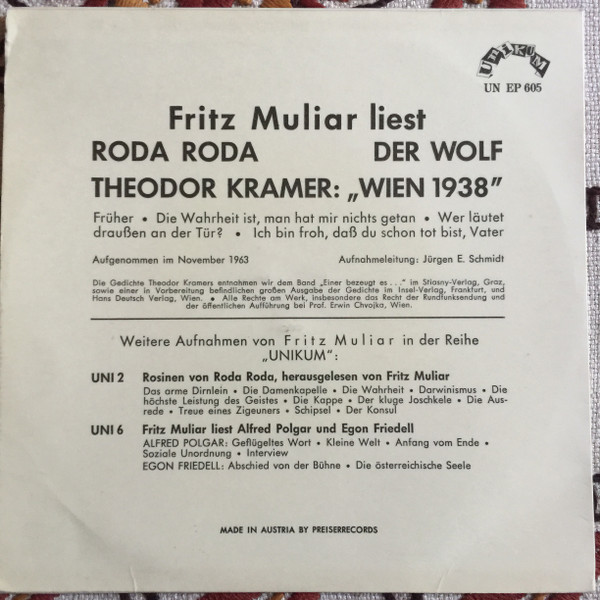 UNIKUM
UN EP 605
Fritz Muliar liest
RODA RODA DER WOLF
THEODOR KRAMER: „WIEN 1938”
Früher • Die Wahrheit ist, man hat mir nichts getan • Wer läutet
draußen an der Tür? • Ich bin froh, daß du schon tot bist, Vater
Aufgenommen im November 1963 Aufnahmeleitung: Jürgen E. Schmidt
Die Gedichte Theodor Kramers entnahmen wir dem Band „Einer bezeugt es . . .” im Stiasny-Verlag, Graz,
sowie einer in Vorbereitung befindlichen großen Ausgabe der Gedichte im Insel-Verlag, Frankfurt, und
Hans Deutsch Verlag, Wien. • Alle Rechte am Werk, insbesondere das Recht der Rundfunksendung und
der öffentlichen Aufführung bei Prof. Erwin Chvojka, Wien.
Weitere Aufnahmen von Fritz Muliar in der Reihe
„UNIKUM”:
UNI 2 Rosinen von Roda Roda, herausgelesen von Fritz Muliar
Das arme Dirnlein • Die Damenkapelle • Die Wahrheit • Darwinismus • Die
höchste Leistung des Geistes • Die Kappe • Der kluge Joschkele • Die Aus-
rede • Treue eines Zigeuners • Schipsel • Der Konsul
UNI 6 Fritz Muliar liest Alfred Polgar und Egon Friedell
ALFRED POLGAR: Geflügeltes Wort • Kleine Welt • Anfang vom Ende •
Soziale Unordnung • Interview
EGON FRIEDELL: Abschied von der Bühne • Die österreichische Seele
MADE IN AUSTRIA BY PREISERRECORDS